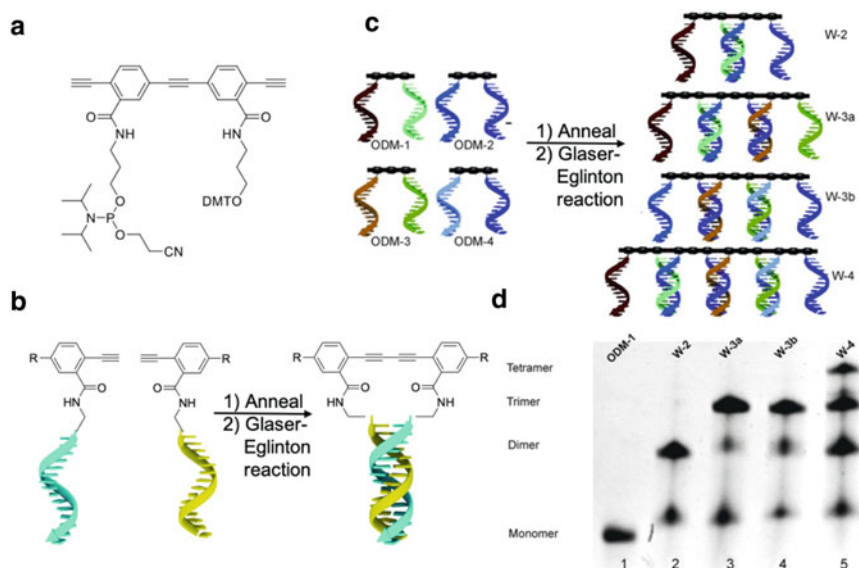 a
O
NH
O
HN
O
DMTO
N
P
O
O
CN
b
R
R
O
NH
O
HN
1) Anneal
2) Glaser-
Eglinton
reaction
R
R
O
NH
O
HN
c
ODM-1
ODM-2
ODM-3
ODM-4
1) Anneal
2) Glaser-
Eglinton
reaction
W-2
W-3a
W-3b
W-4
d
ODM-1
W-2
W-3a
W-3b
W-4
Tetramer
Trimer
Dimer
Monomer
1 2 3 4 5